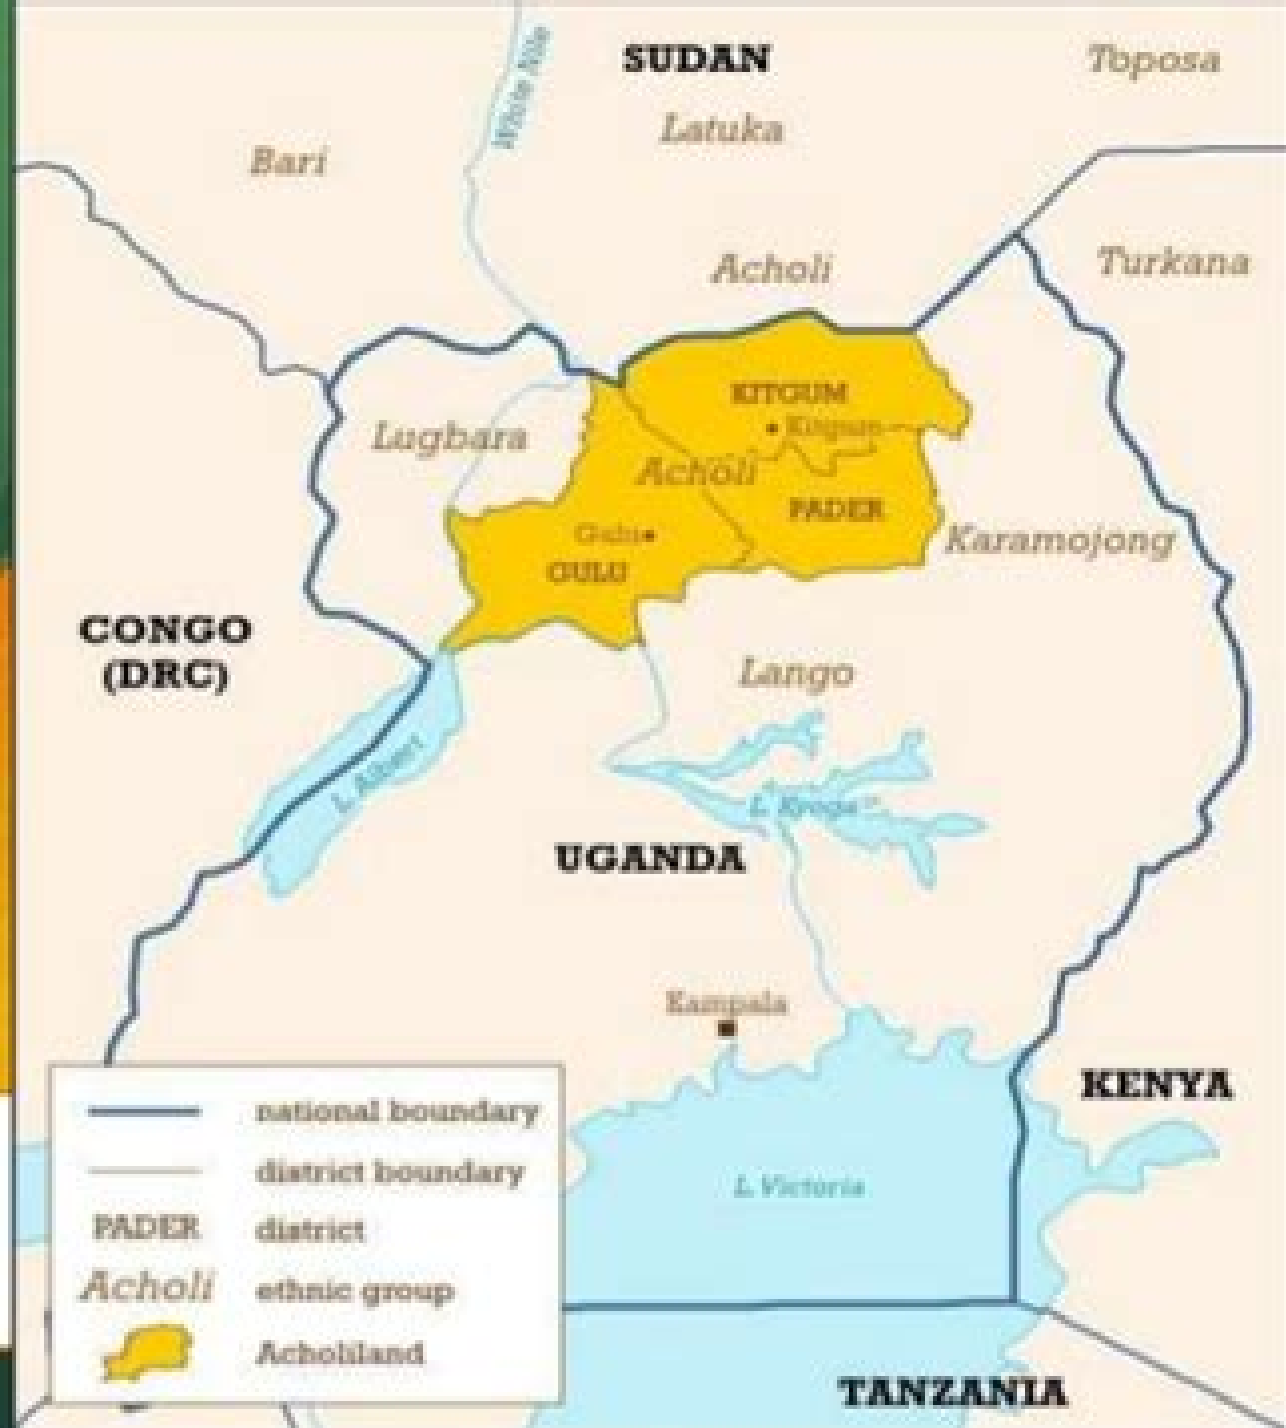 White Nile
SUDAN
Toposa
Latuka
Bari
Acholi
Turkana
KITGUM
Kitgum
Lugbara
Acholi
PADER
Gulu
GULU
Karamojong
CONGO
(DRC)
Lango
L. Albert
L. Kyoga
UGANDA
Kampala
KENYA
L. Victoria
TANZANIA
national boundary
district boundary
PADER district
Acholi ethnic group
Acholiland